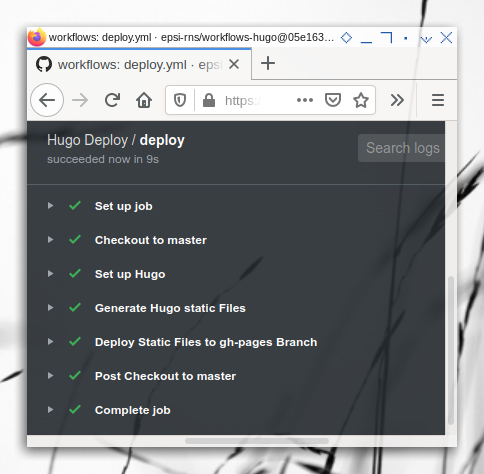 workflows: deploy.yml · epsi-rns/workflows-hugo@05e163...
workflows: deploy.yml · epsi
https:
Hugo Deploy / deploy
succeeded now in 9s
Search logs
Set up job
Checkout to master
Set up Hugo
Generate Hugo static Files
Deploy Static Files to gh-pages Branch
Post Checkout to master
Complete job